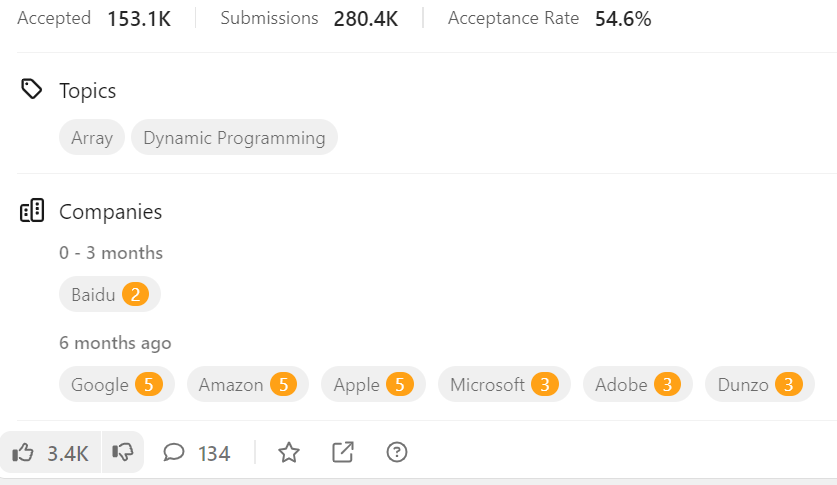 Accepted 153.1K Submissions 280.4K Acceptance Rate 54.6%
Topics
Array Dynamic Programming
Companies
0 - 3 months
Baidu 2
6 months ago
Google 5 Amazon 5 Apple 5 Microsoft 3 Adobe 3 Dunzo 3
3.4K 134